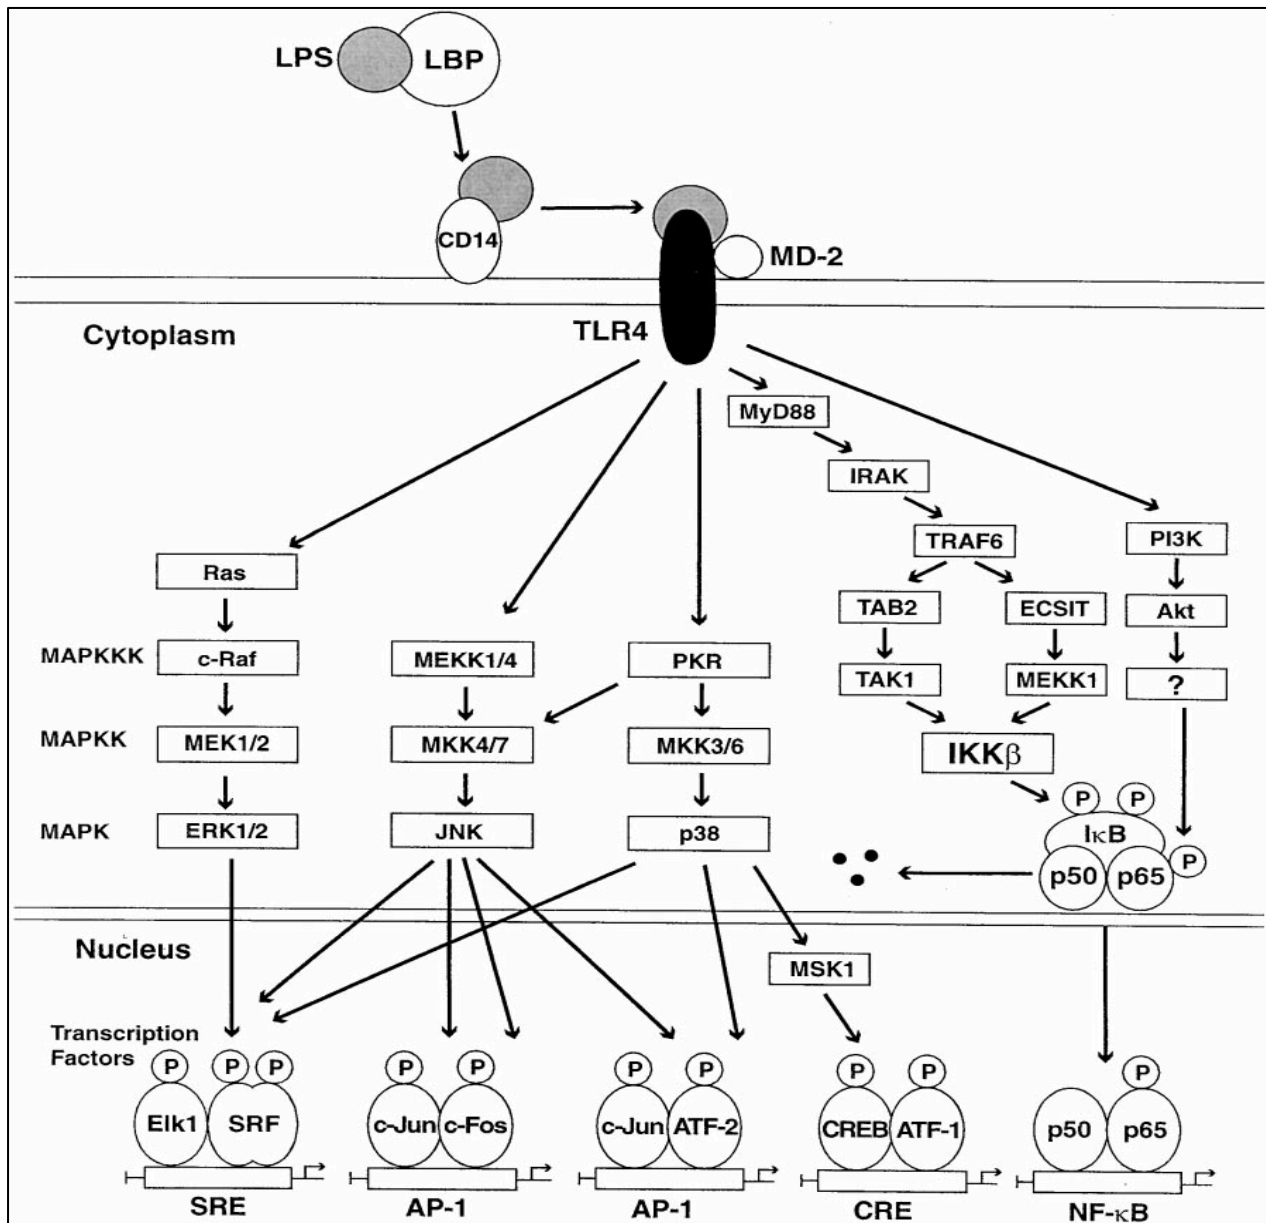 LPS
LBP
CD14
MD-2
Cytoplasm
TLR4
MyD88
IRAK
TRAF6
PI3K
Ras
TAB2
ECSIT
Akt
MAPKKK
c-Raf
MEKK1/4
PKR
TAK1
MEKK1
?
MAPKK
MEK1/2
MKK4/7
MKK3/6
IKKβ
P
P
MAPK
ERK1/2
JNK
p38
IκB
P
p50
p65
Nucleus
MSK1
Transcription
Factors
P
P
P
P
P
P
P
P
P
P
Elk1
SRF
c-Jun
c-Fos
c-Jun
ATF-2
CREB
ATF-1
p50
p65
SRE
AP-1
AP-1
CRE
NF-κB